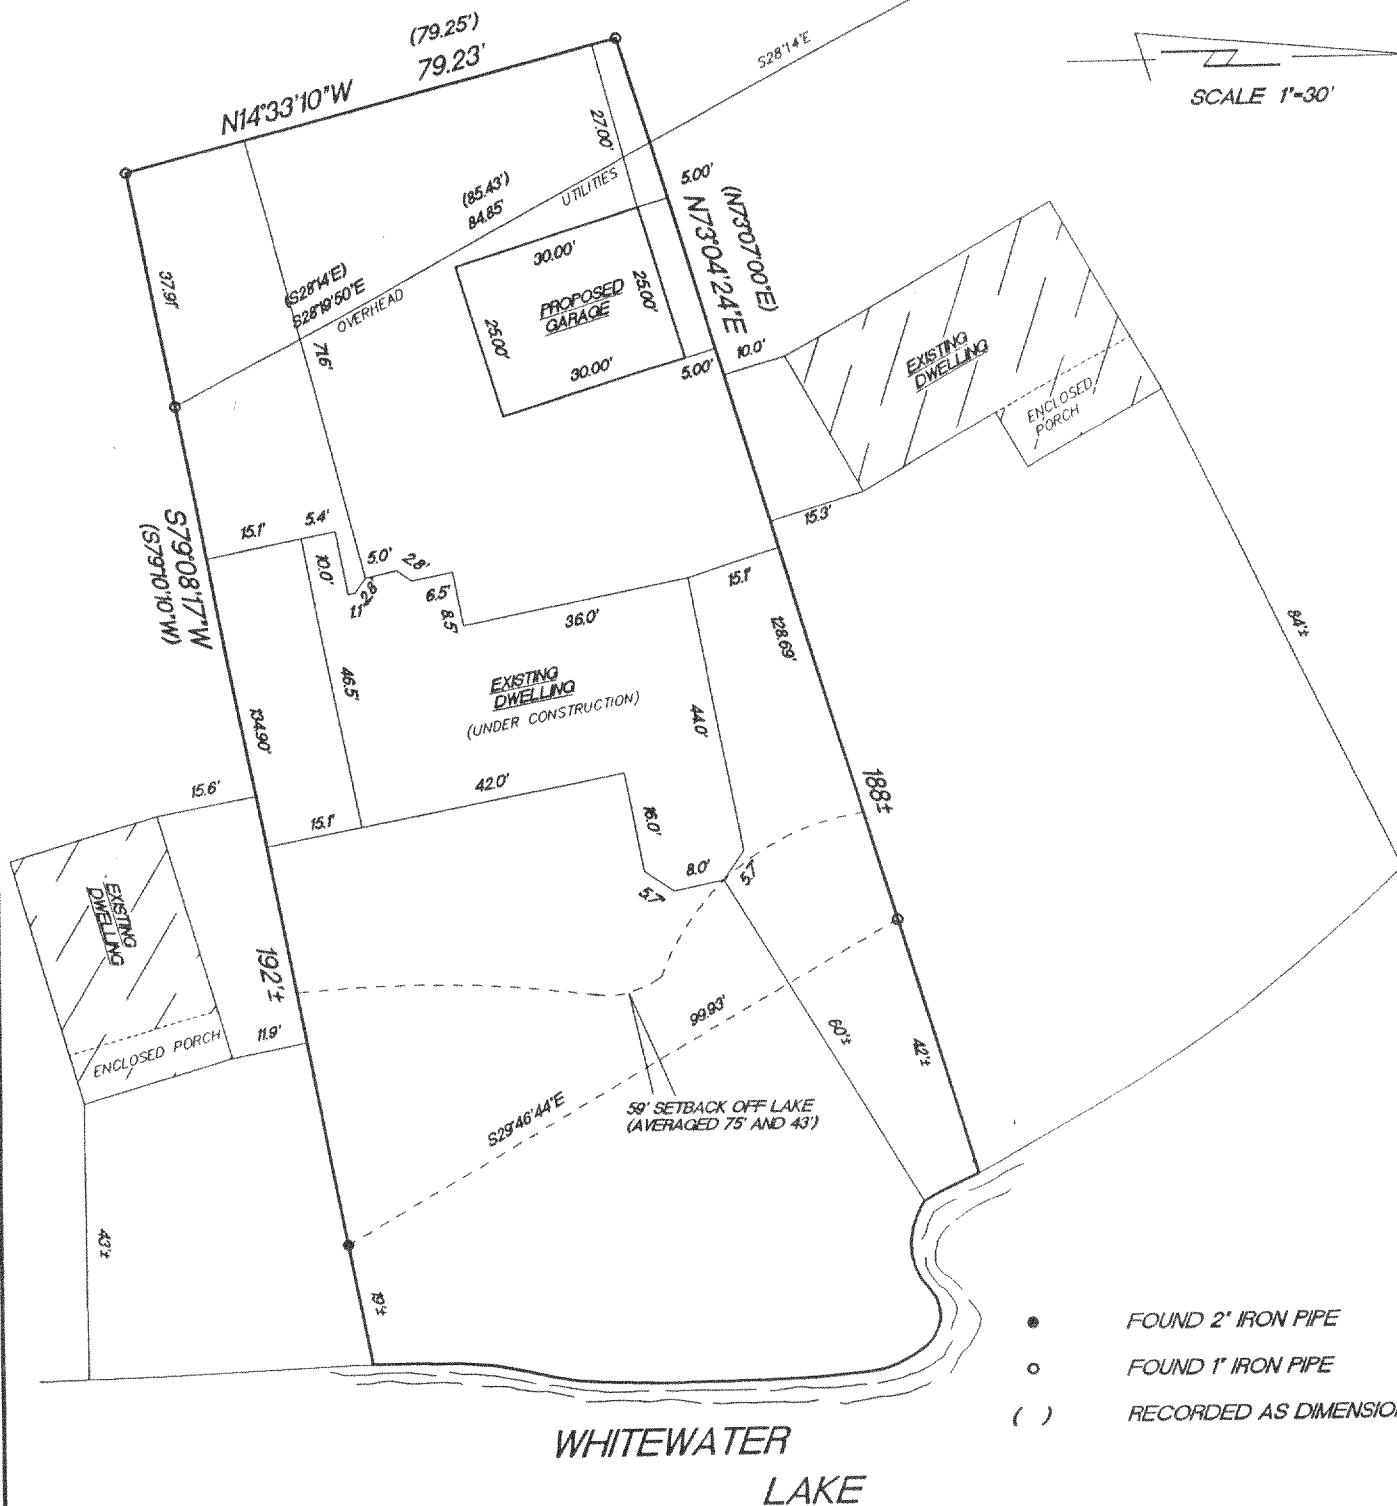 (79.25')
79.23'
N14°33'10"W
S28°14'E
SCALE 1"=30'
27.00'
5.00'
(85.43')
84.85'
UTILITIES
(N73°07'00"E)
N73°04'24"E
37.91'
(S28°14'E)
S28°19'50"E
OVERHEAD
71.6'
30.00'
PROPOSED
GARAGE
25.00'
25.00'
30.00'
5.00'
10.0'
EXISTING
DWELLING
ENCLOSED
PORCH
15.3'
S79°08'17"W
(S79°10'10"W)
15.1'
5.4'
10.0'
1.1'
2.8'
5.0'
2.8'
6.5'
8.5'
36.0'
15.1'
128.69'
84'±
46.5'
EXISTING
DWELLING
(UNDER CONSTRUCTION)
44.0'
134.90'
15.6'
15.1'
42.0'
16.0'
188'±
8.0'
5.7'
5.7'
EXISTING
DWELLING
192'±
ENCLOSED PORCH
11.9'
99.93'
60'±
42'±
S29°46'44"E
59' SETBACK OFF LAKE
(AVERAGED 75' AND 43')
43'±
19'±
FOUND 2" IRON PIPE
FOUND 1" IRON PIPE
( ) RECORDED AS DIMENSIO
WHITEWATER
LAKE